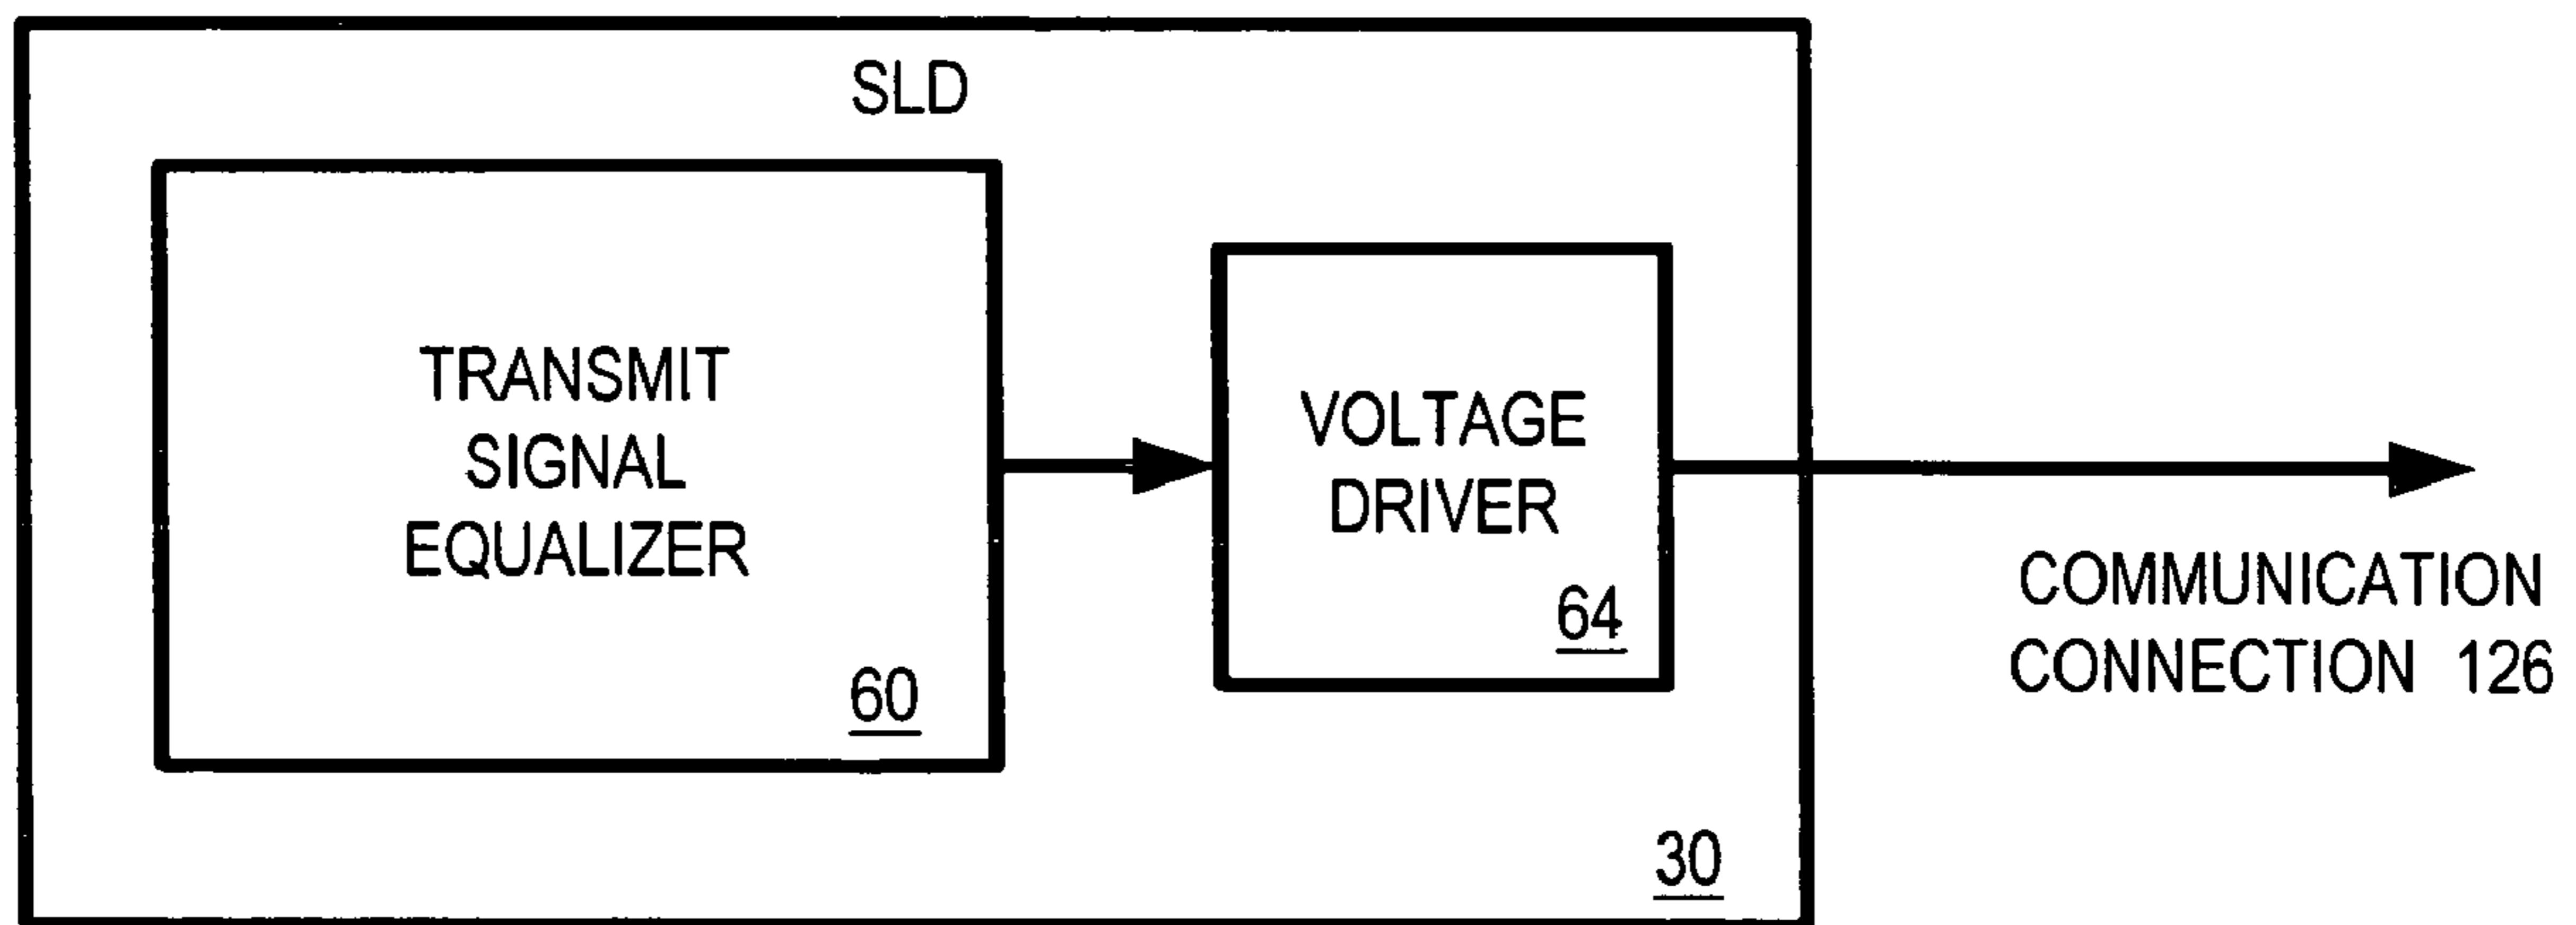 SLD
TRANSMIT
SIGNAL
EQUALIZER
60
VOLTAGE
DRIVER
64
30
COMMUNICATION
CONNECTION 126